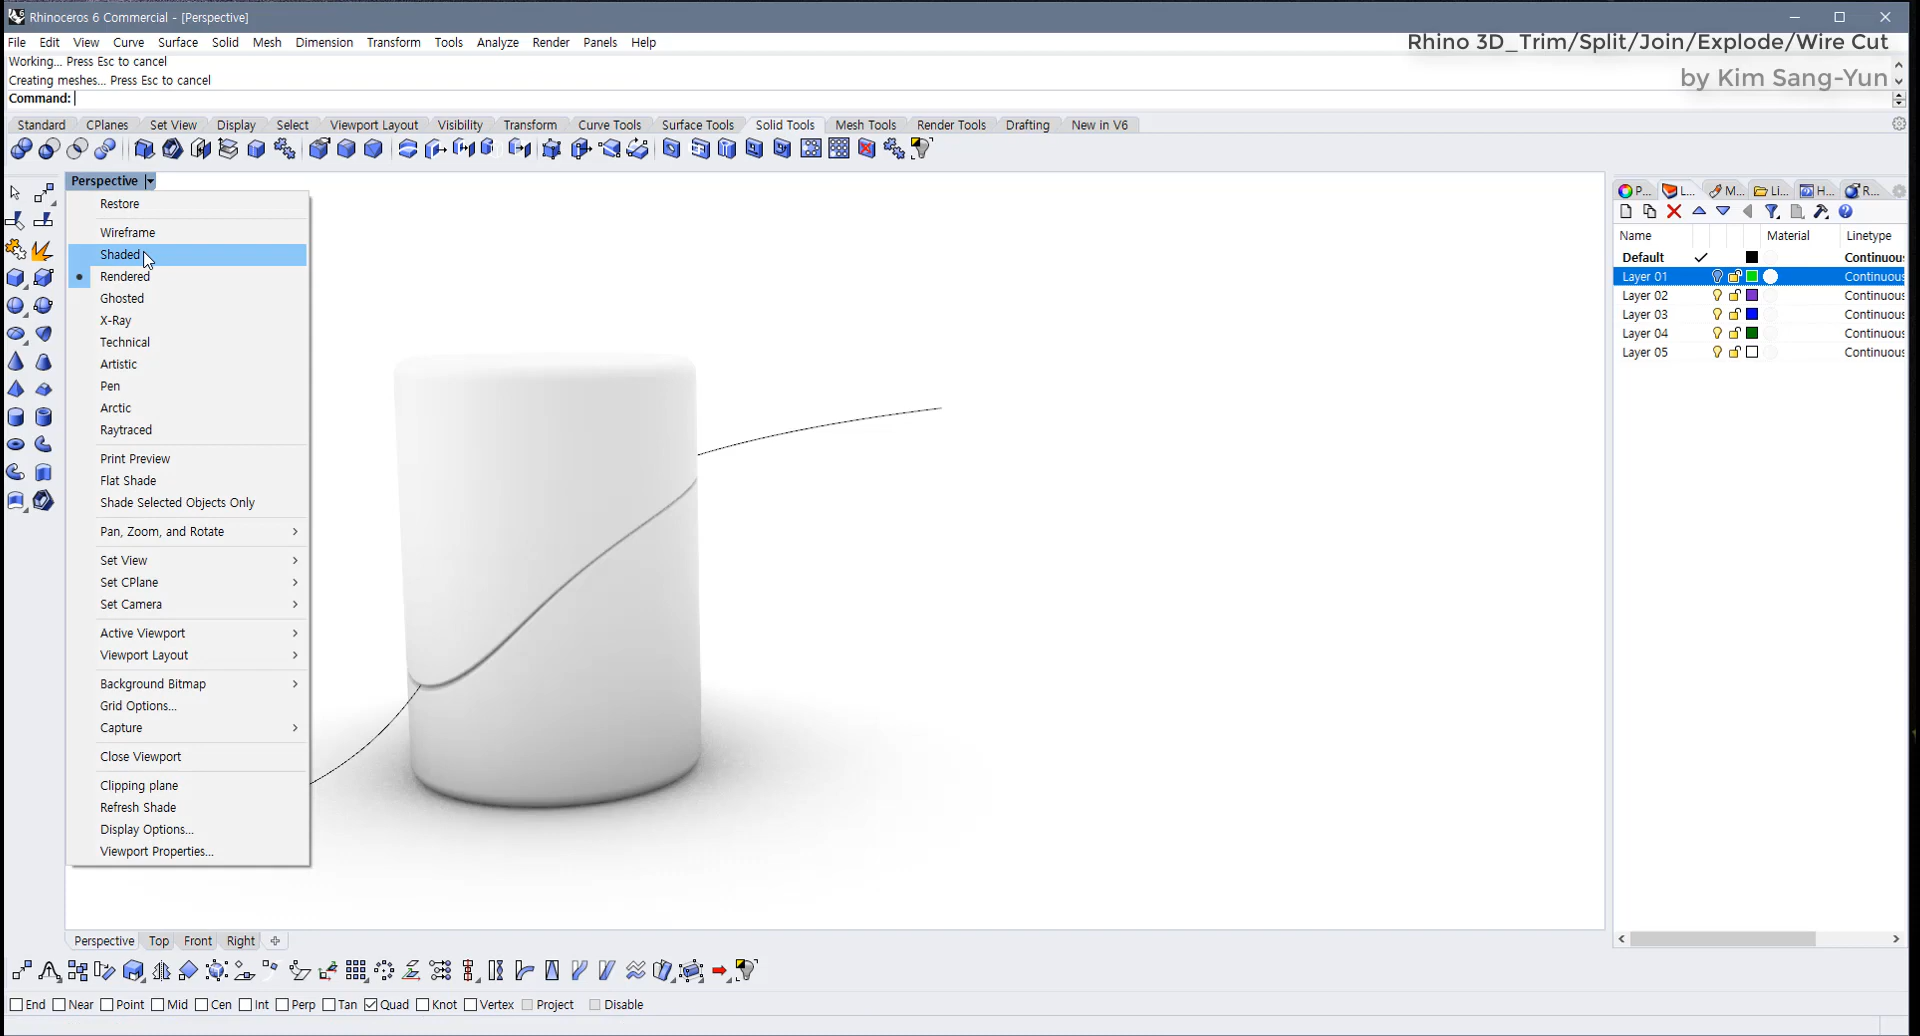 Rhinoceros 6 Commercial - [Perspective]
File Edit View Curve Surface Solid Mesh Dimension Transform Tools Analyze Render Panels Help
Rhino 3D_Trim/Split/Join/Explode/Wire Cut
by Kim Sang-Yun
Working... Press Esc to cancel
Creating meshes... Press Esc to cancel
Command:
Standard CPlanes Set View Display Select Viewport Layout Visibility Transform Curve Tools Surface Tools Solid Tools Mesh Tools Render Tools Drafting New in V6
Perspective
Restore
Wireframe
Shaded
Rendered
Ghosted
X-Ray
Technical
Artistic
Pen
Arctic
Raytraced
Print Preview
Flat Shade
Shade Selected Objects Only
Pan, Zoom, and Rotate
Set View
Set CPlane
Set Camera
Active Viewport
Viewport Layout
Background Bitmap
Grid Options...
Capture
Close Viewport
Clipping plane
Refresh Shade
Display Options...
Viewport Properties...
P... L... M... Li... H... R...
Name Material Linetype
Default Continuou
Layer 01 Continuou
Layer 02 Continuou
Layer 03 Continuou
Layer 04 Continuou
Layer 05 Continuou
Perspective Top Front Right
End Near Point Mid Cen Int Perp Tan Quad Knot Vertex Project Disable